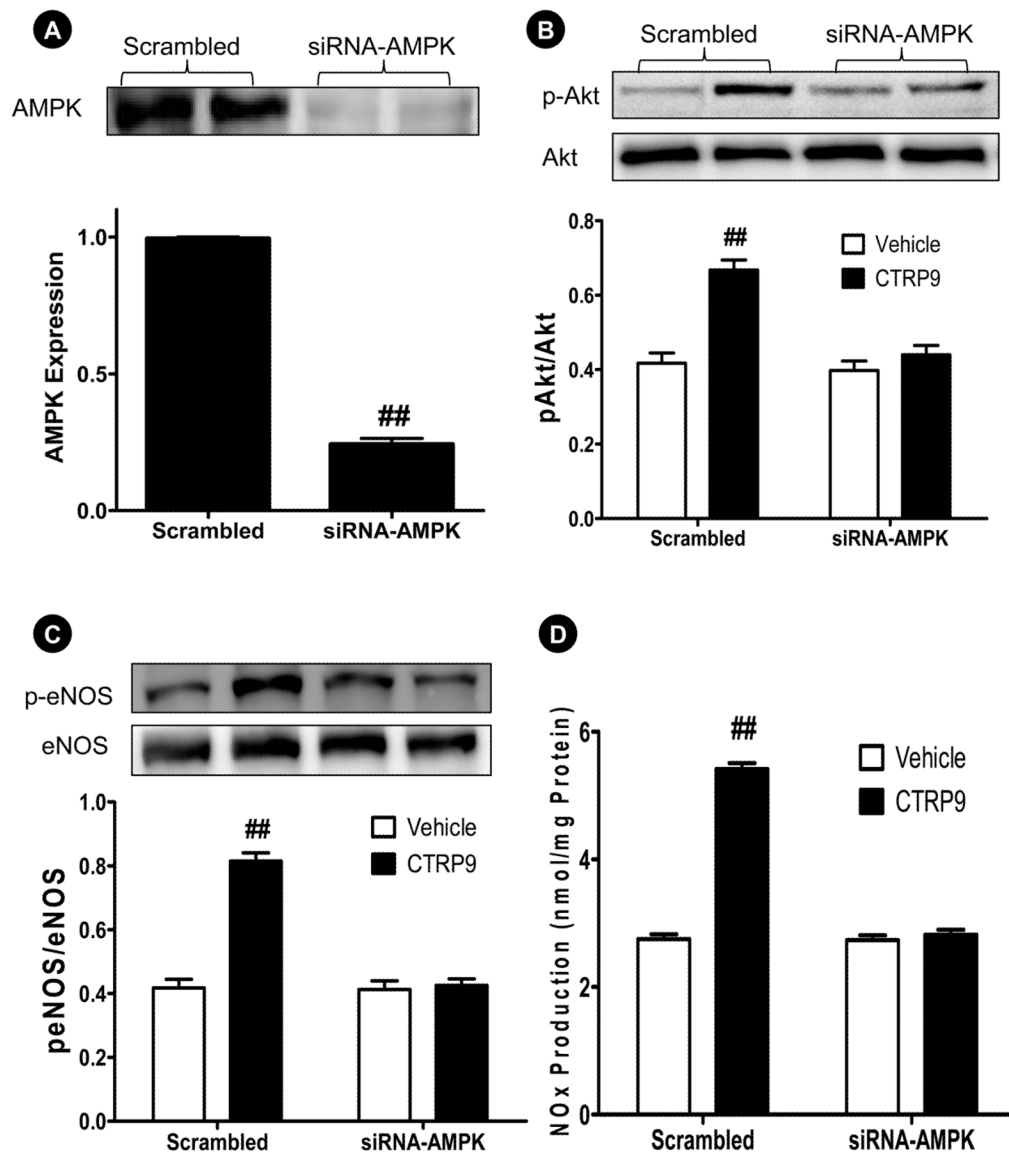 A
Scrambled siRNA-AMPK
AMPK
AMPK Expression
1.0
0.5
0.0
##
Scrambled siRNA-AMPK
B
Scrambled siRNA-AMPK
p-Akt
Akt
pAkt/Akt
0.8
0.6
0.4
0.2
0.0
##
Vehicle
CTRP9
Scrambled siRNA-AMPK
C
p-eNOS
eNOS
peNOS/eNOS
1.0
0.8
0.6
0.4
0.2
0.0
##
Vehicle
CTRP9
Scrambled siRNA-AMPK
D
NOx Production (nmol/mg Protein)
6
4
2
0
##
Vehicle
CTRP9
Scrambled siRNA-AMPK